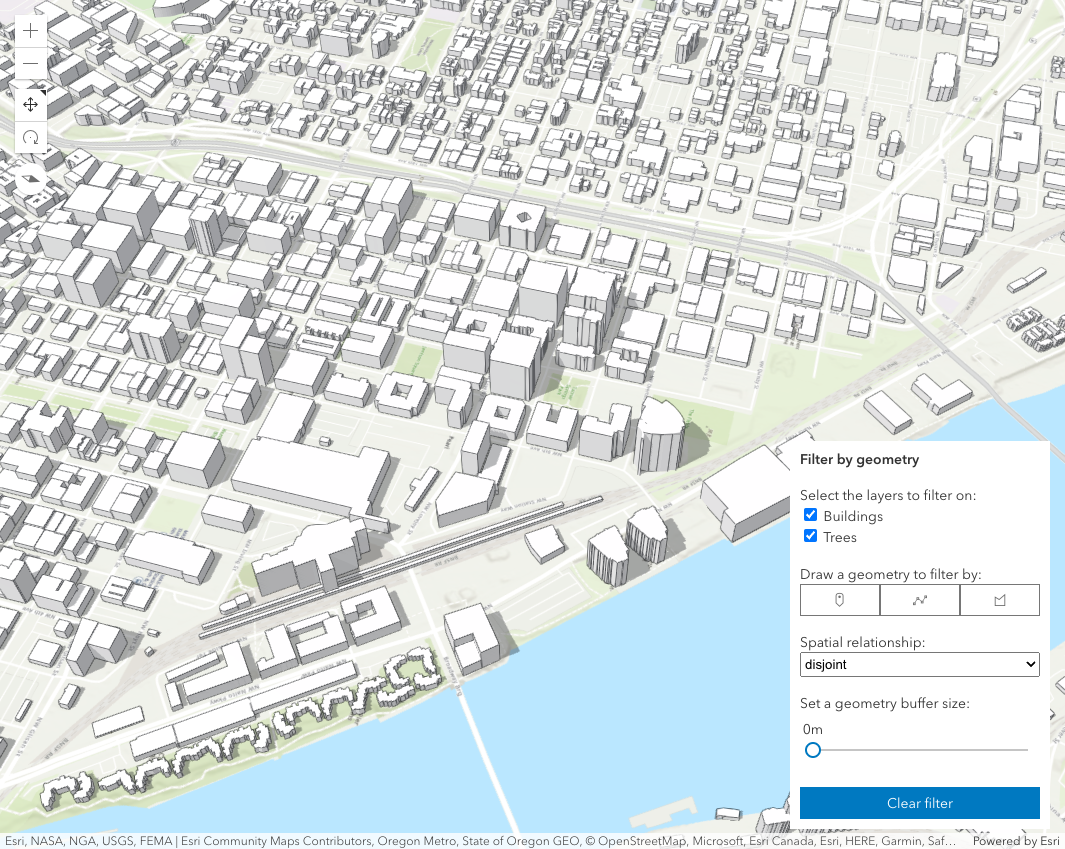 Filter by geometry
Select the layers to filter on:
Buildings
Trees
Draw a geometry to filter by:
Spatial relationship:
disjoint
Set a geometry buffer size:
0m
Clear filter
Esri, NASA, NGA, USGS, FEMA | Esri Community Maps Contributors, Oregon Metro, State of Oregon GEO, © OpenStreetMap, Microsoft, Esri Canada, Esri, HERE, Garmin, Saf...
Powered by Esri